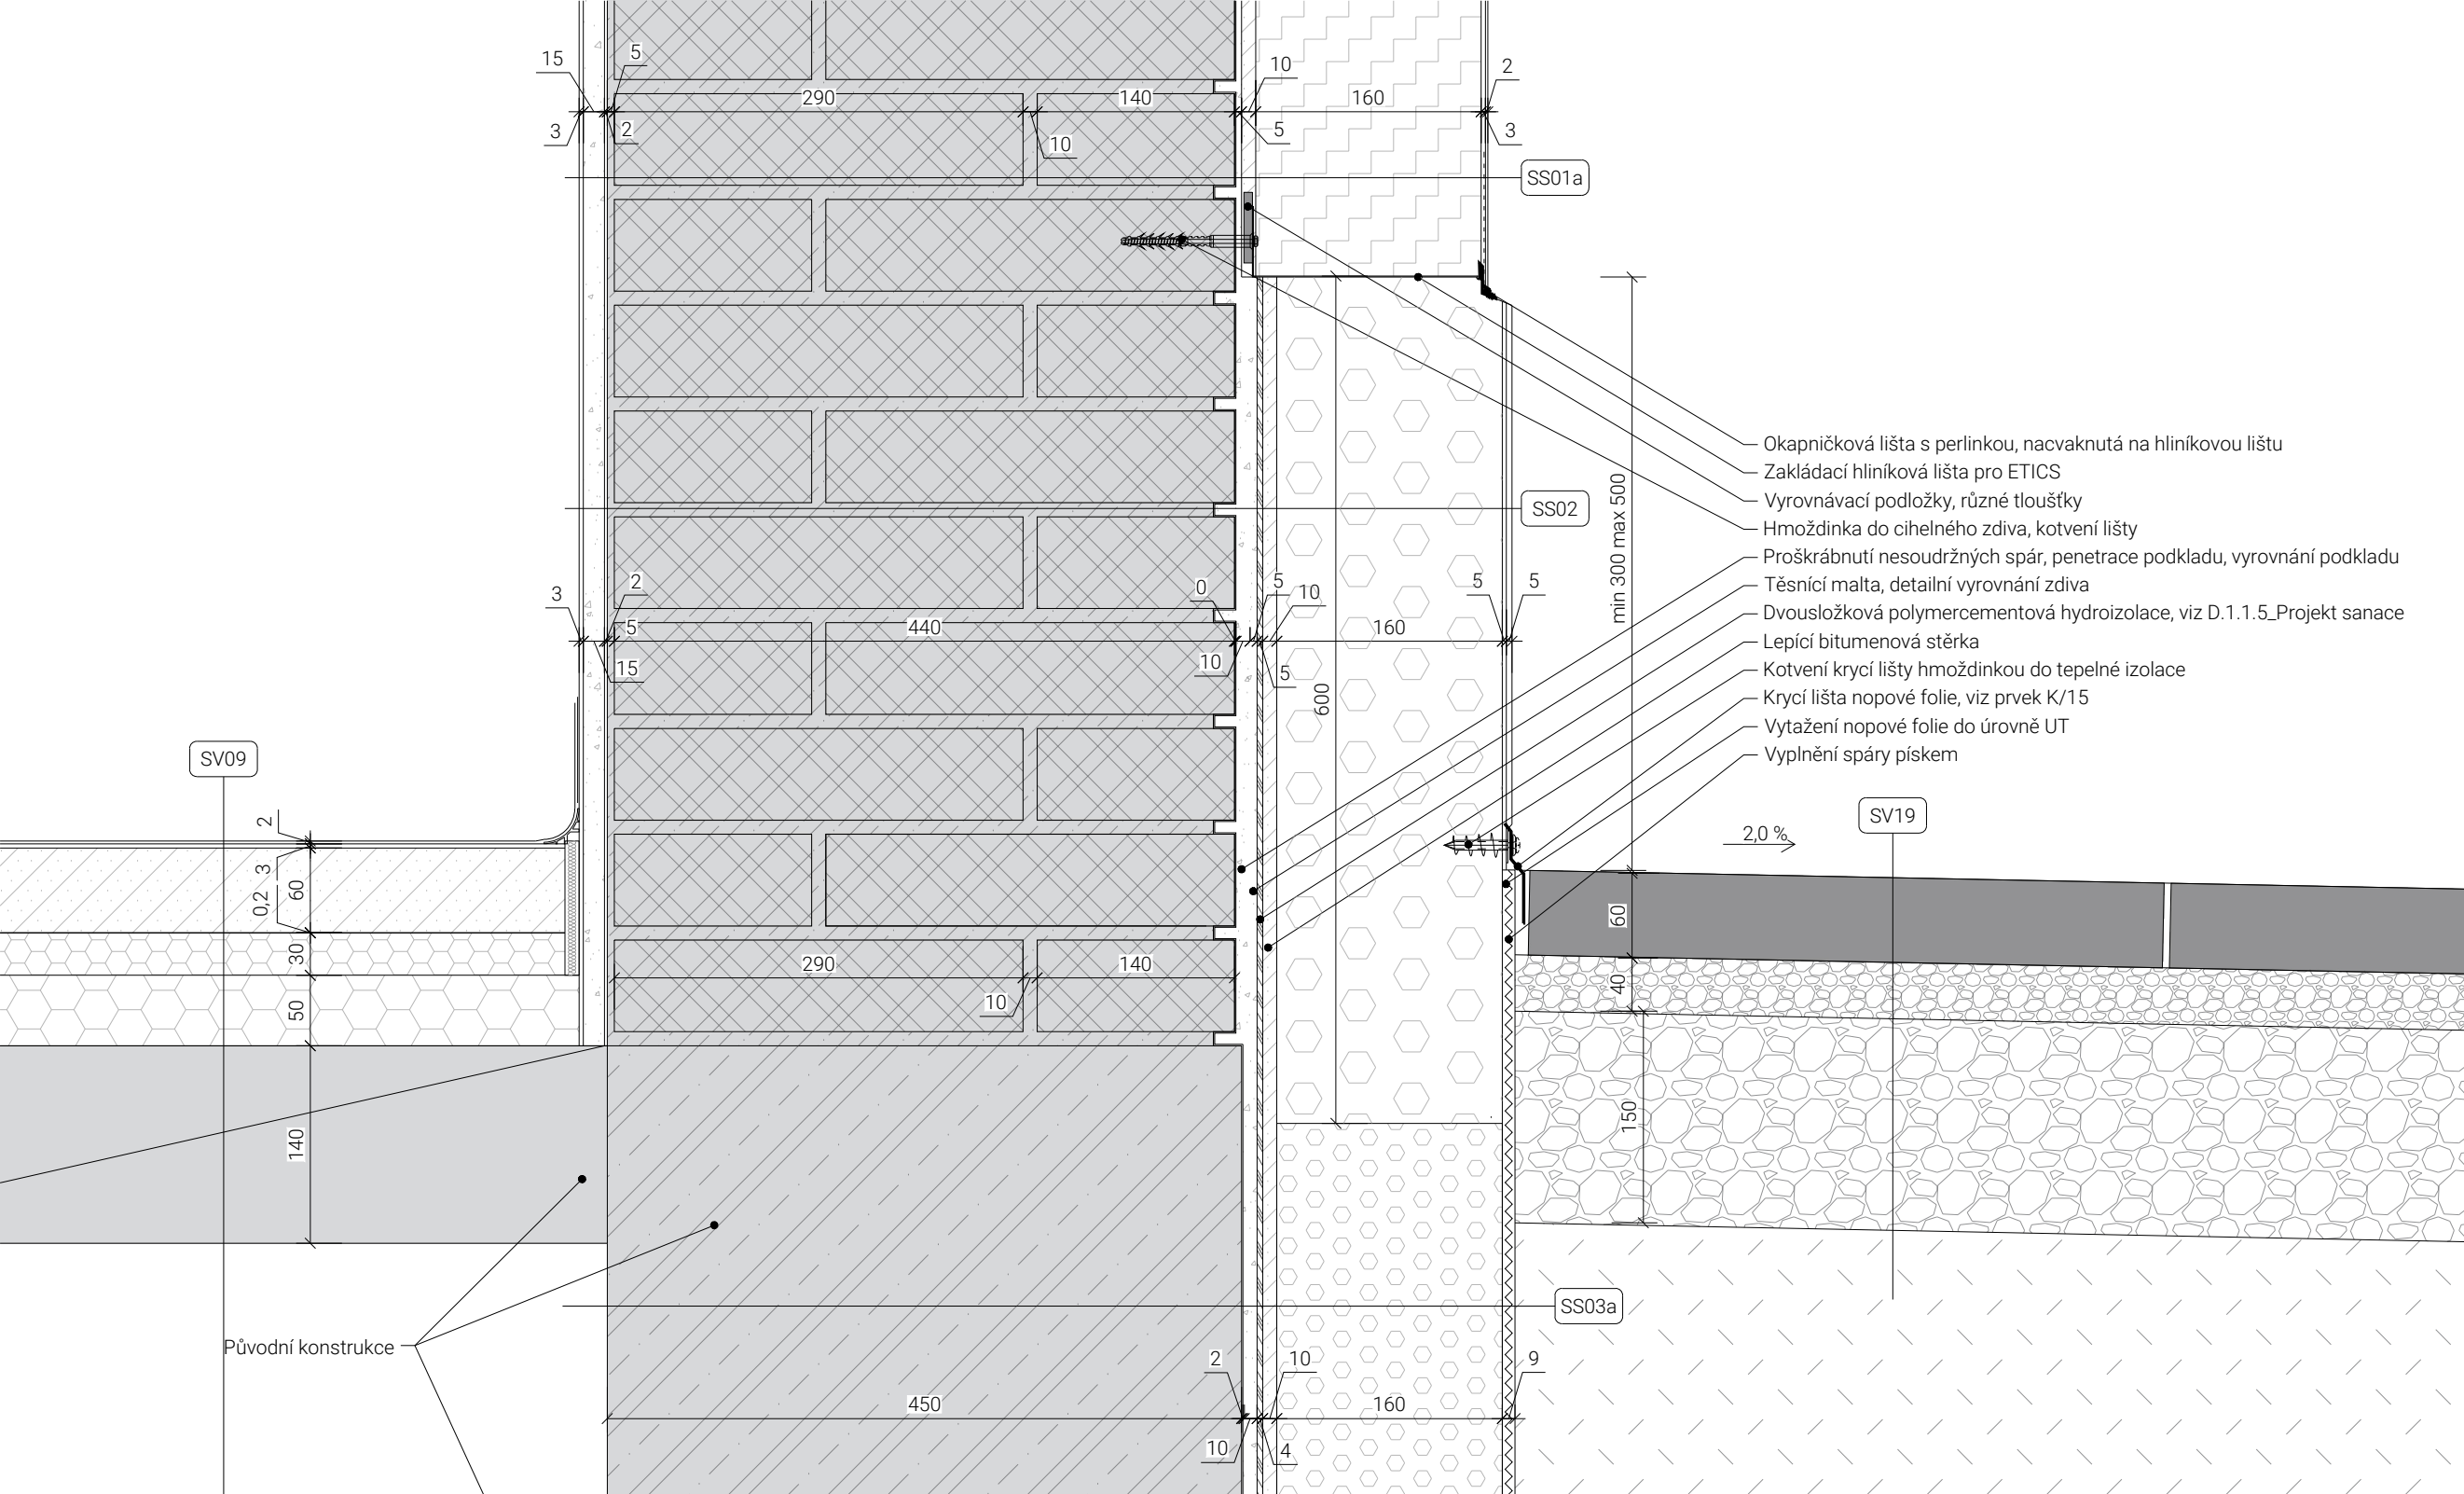 15
5
10
2
290
140
160
3
2
10
5
3
SS01a
Okapničková lišta s perlinkou, nacvaknutá na hliníkovou lištu
Zakládací hliníková lišta pro ETICS
Vyrovnávací podložky, různé tloušťky
Hmoždinka do cihelného zdiva, kotvení lišty
Proškrábnutí nesoudržných spár, penetrace podkladu, vyrovnání podkladu
Těsnící malta, detailní vyrovnání zdiva
Dvousložková polymercementová hydroizolace, viz D.1.1.5_Projekt sanace
Lepící bitumenová stěrka
Kotvení krycí lišty hmoždinkou do tepelné izolace
Krycí lišta nopové folie, viz prvek K/15
Vytažení nopové folie do úrovně UT
Vyplnění spáry pískem
SS02
min 300 max 500
3
2
0
5
10
5
5
5
440
160
15
10
5
600
SV09
SV19
2,0 %
2
3
0,2
60
30
50
140
290
140
10
60
40
150
SS03a
Původní konstrukce
2
10
9
450
160
10
4